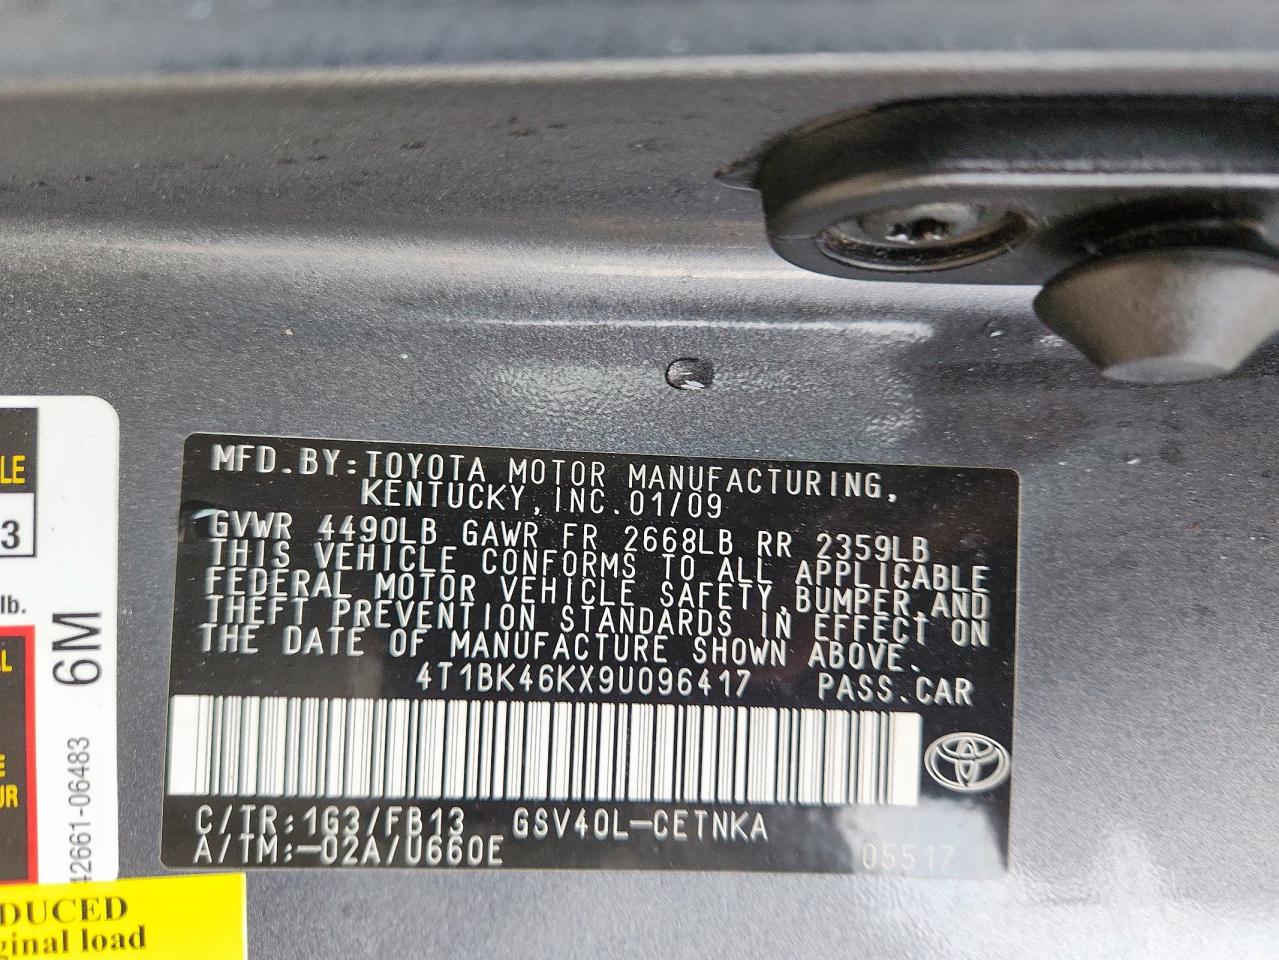 MFD.BY:TOYOTA MOTOR MANUFACTURING,
KENTUCKY,INC.01/09
GVWR 4490LB GAWR FR 2668LB RR 2359LB
THIS VEHICLE CONFORMS TO ALL APPLICABLE
FEDERAL MOTOR VEHICLE SAFETY,BUMPER,AND
THEFT PREVENTION STANDARDS IN EFFECT ON
THE DATE OF MANUFACTURE SHOWN ABOVE.
4T1BK46KX9U096417 PASS.CAR
C/TR:1G3/FB13 GSV40L-CETNKA
A/TM:-02A/U660E
05517
LE
3
lb.
6M
42661-06483
DUCED
ginal load